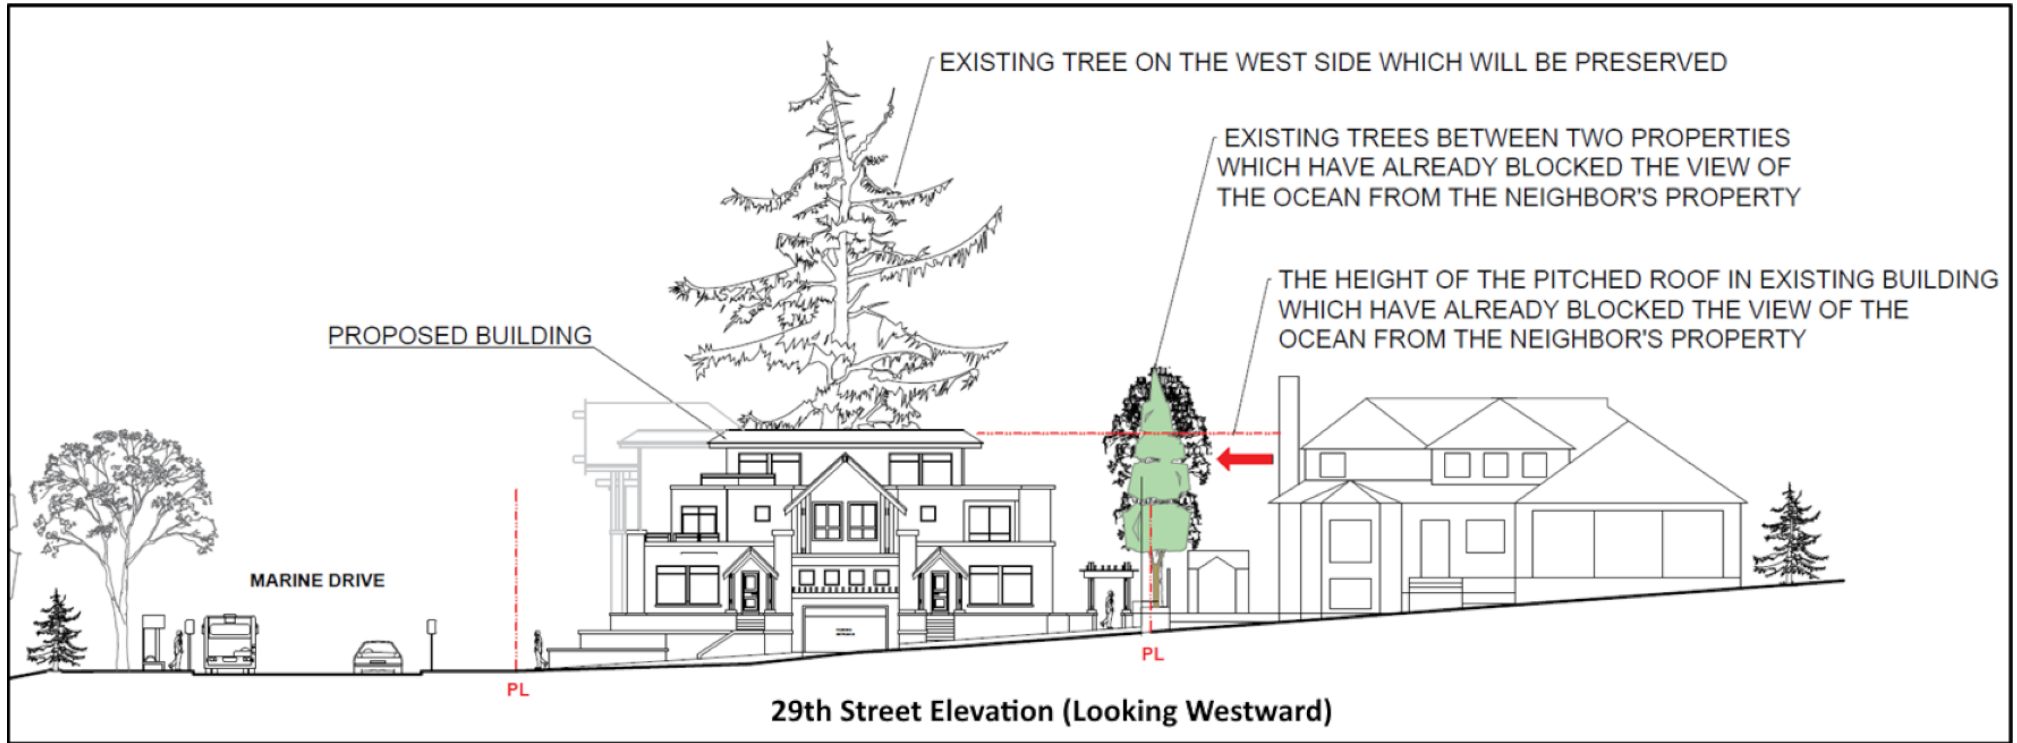 EXISTING TREE ON THE WEST SIDE WHICH WILL BE PRESERVED
EXISTING TREES BETWEEN TWO PROPERTIES
WHICH HAVE ALREADY BLOCKED THE VIEW OF
THE OCEAN FROM THE NEIGHBOR'S PROPERTY
THE HEIGHT OF THE PITCHED ROOF IN EXISTING BUILDING
WHICH HAVE ALREADY BLOCKED THE VIEW OF THE
OCEAN FROM THE NEIGHBOR'S PROPERTY
PROPOSED BUILDING
MARINE DRIVE
PL
PL
29th Street Elevation (Looking Westward)